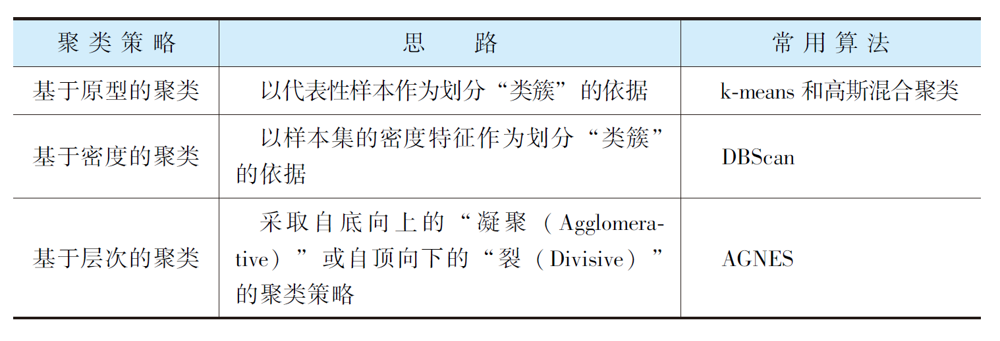 聚类策略 思路 常用算法
基于原型的聚类 以代表性样本作为划分“类簇”的依据 k-means 和高斯混合聚类
基于密度的聚类 以样本集的密度特征作为划分“类簇”
的依据 DBScan
基于层次的聚类 采取自底向上的“凝聚（Agglomera-
tive）”或自顶向下的“裂（Divisive）”
的聚类策略 AGNES